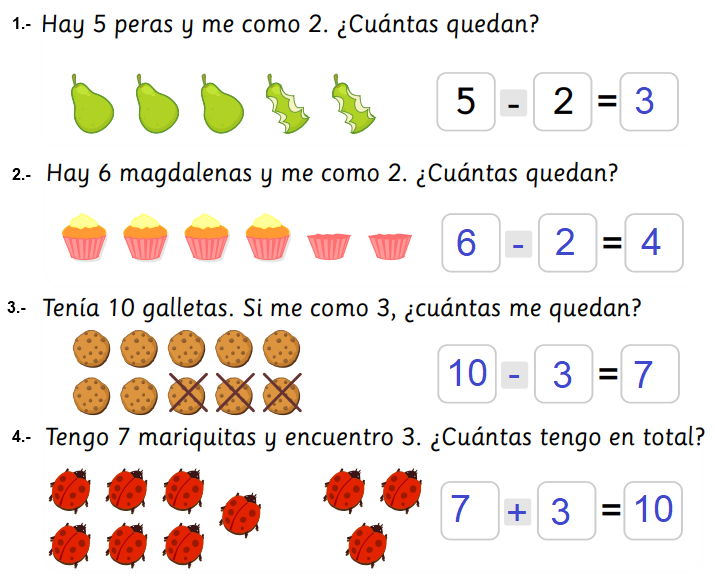 1.- Hay 5 peras y me como 2. ¿Cuántas quedan?
5 - 2 = 3
2.- Hay 6 magdalenas y me como 2. ¿Cuántas quedan?
6 - 2 = 4
3.- Tenía 10 galletas. Si me como 3, ¿cuántas me quedan?
10 - 3 = 7
4.- Tengo 7 mariquitas y encuentro 3. ¿Cuántas tengo en total?
7 + 3 = 10